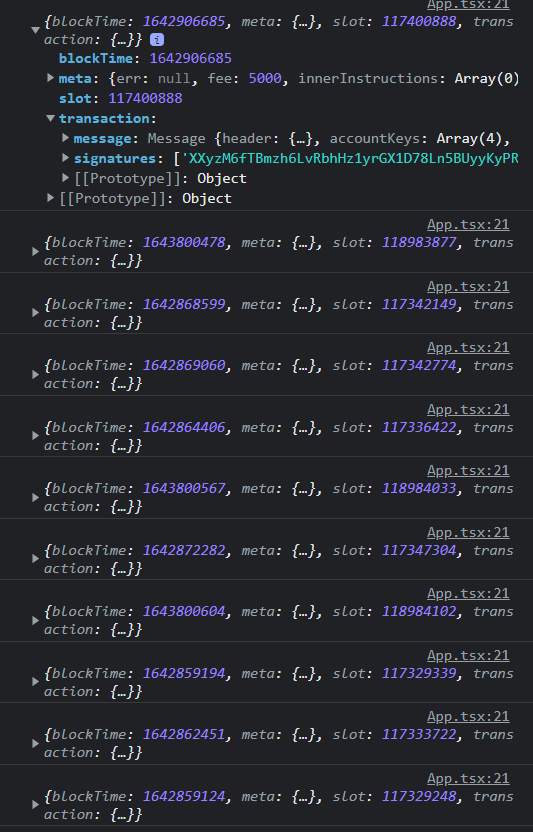 App.tsx:21
{blockTime: 1642906685, meta: {…}, slot: 117400888, trans
action: {…}} i
blockTime: 1642906685
meta: {err: null, fee: 5000, innerInstructions: Array(0)
slot: 117400888
transaction:
message: Message {header: {…}, accountKeys: Array(4),
signatures: ['XXyzM6fTBmzh6LvRbhHz1yrGX1D78Ln5BUyyKyPR
[[Prototype]]: Object
[[Prototype]]: Object
App.tsx:21
{blockTime: 1643800478, meta: {…}, slot: 118983877, trans
action: {…}}
App.tsx:21
{blockTime: 1642868599, meta: {…}, slot: 117342149, trans
action: {…}}
App.tsx:21
{blockTime: 1642869060, meta: {…}, slot: 117342774, trans
action: {…}}
App.tsx:21
{blockTime: 1642864406, meta: {…}, slot: 117336422, trans
action: {…}}
App.tsx:21
{blockTime: 1643800567, meta: {…}, slot: 118984033, trans
action: {…}}
App.tsx:21
{blockTime: 1642872282, meta: {…}, slot: 117347304, trans
action: {…}}
App.tsx:21
{blockTime: 1643800604, meta: {…}, slot: 118984102, trans
action: {…}}
App.tsx:21
{blockTime: 1642859194, meta: {…}, slot: 117329339, trans
action: {…}}
App.tsx:21
{blockTime: 1642862451, meta: {…}, slot: 117333722, trans
action: {…}}
App.tsx:21
{blockTime: 1642859124, meta: {…}, slot: 117329248, trans
action: {…}}